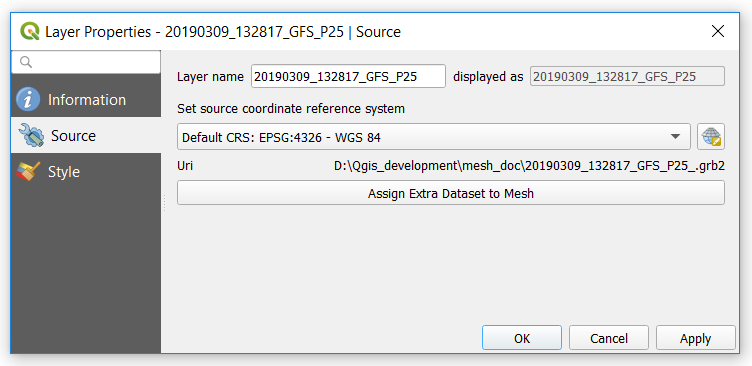 Layer Properties - 20190309_132817_GFS_P25 | Source
Information
Source
Style
Layer name 20190309_132817_GFS_P25 displayed as 20190309_132817_GFS_P25
Set source coordinate reference system
Default CRS: EPSG:4326 - WGS 84
Uri D:\Qgis_development\mesh_doc\20190309_132817_GFS_P25_.grb2
Assign Extra Dataset to Mesh
OK Cancel Apply